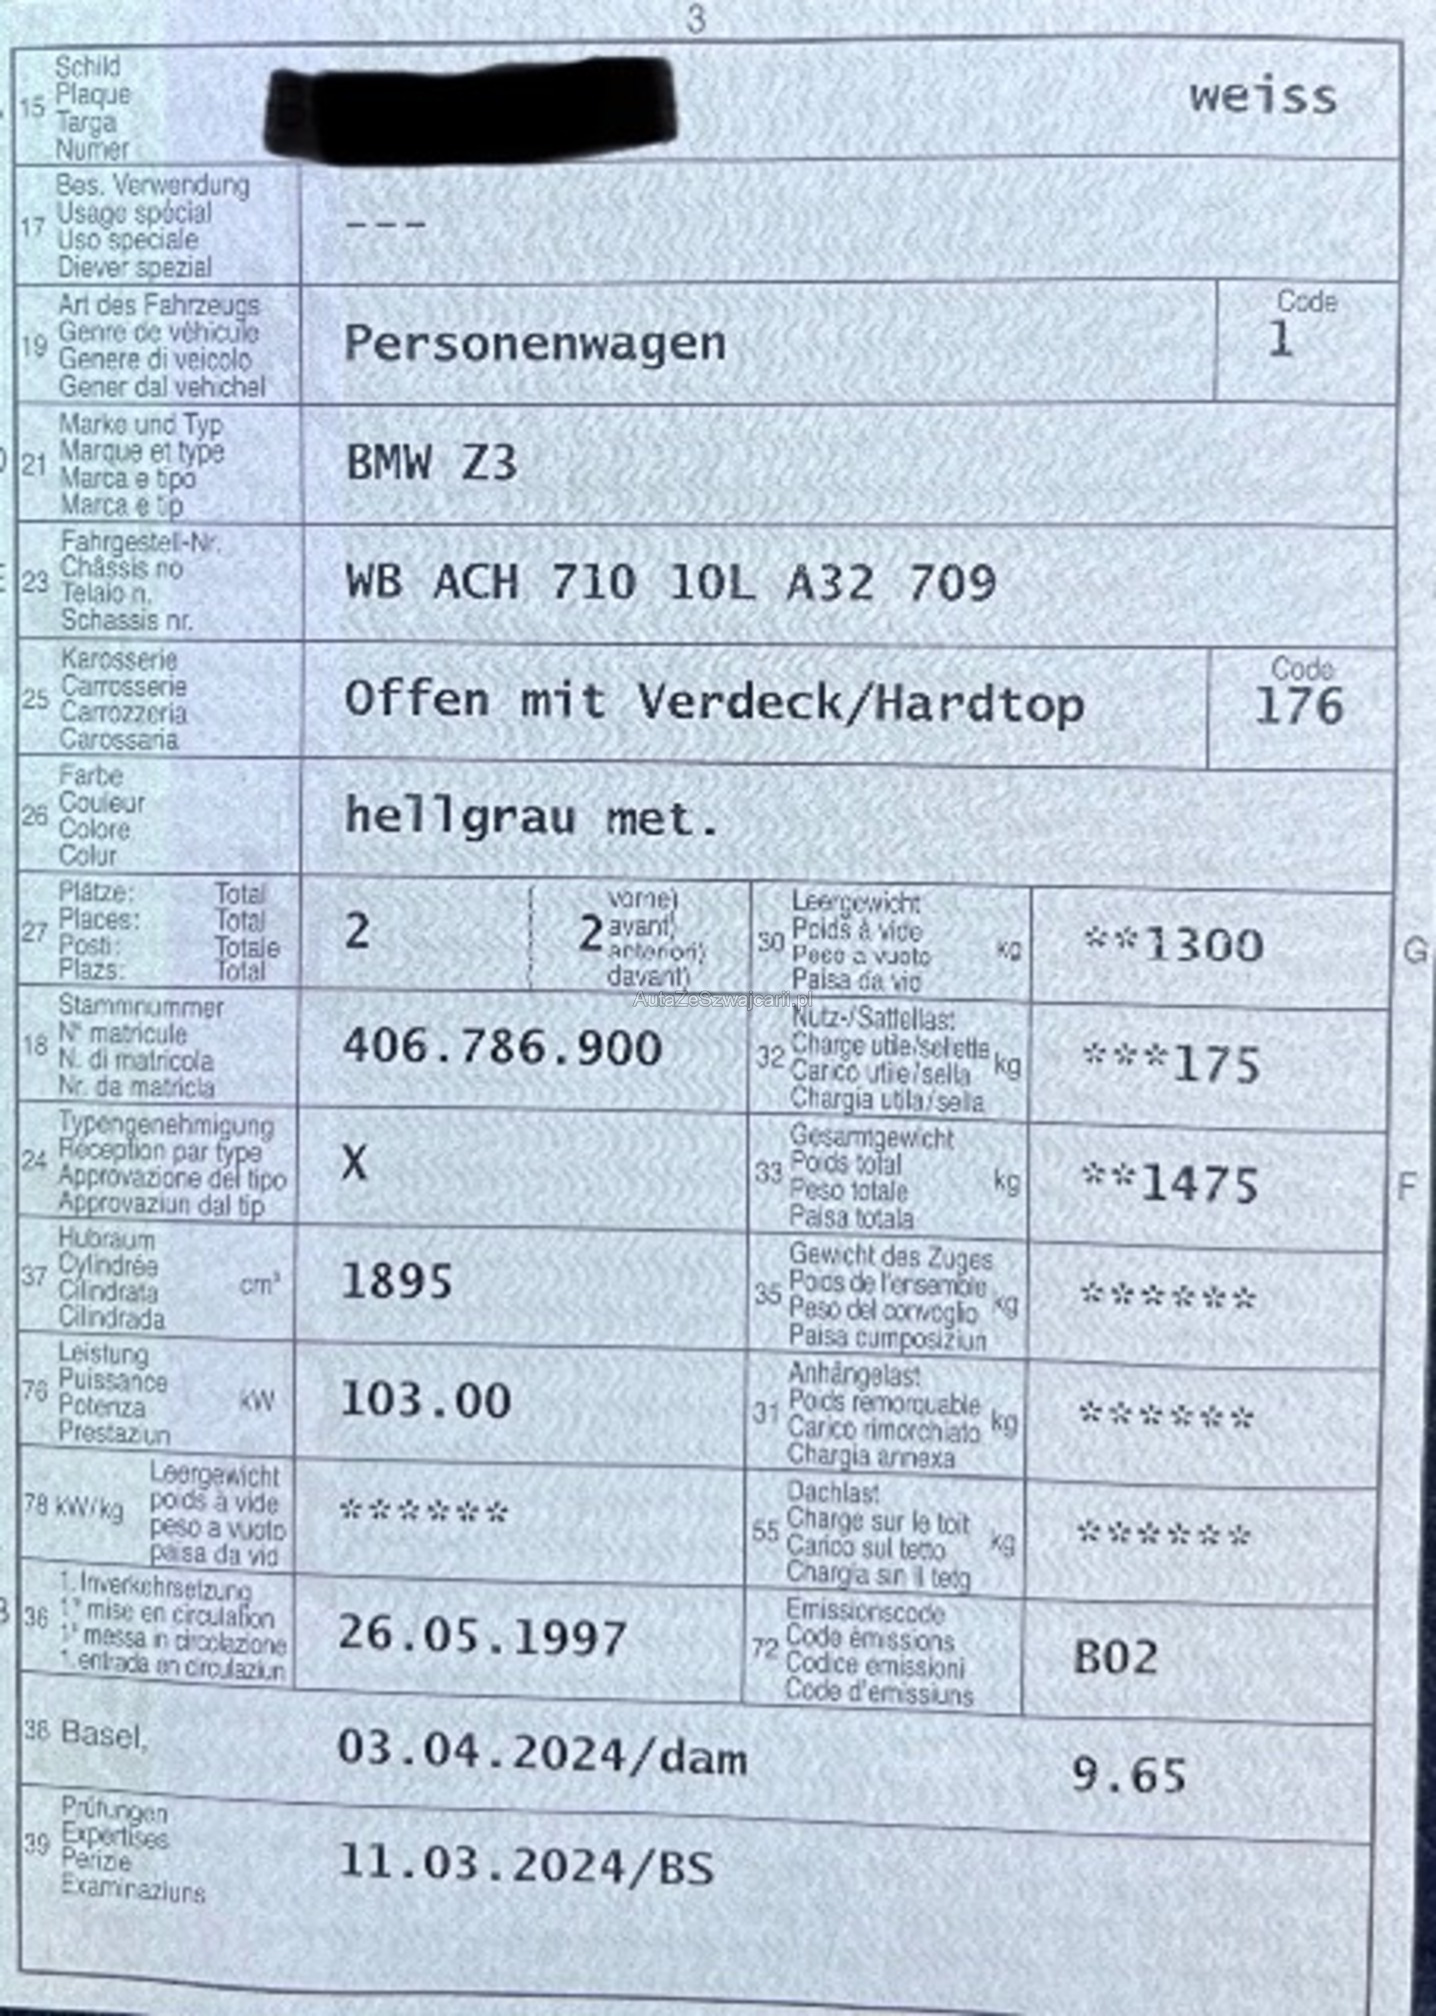 3
15 Schild
Plaque
Targa
Numer
weiss
17 Bes. Verwendung
Usage spécial
Uso speciale
Diever spezial
---
19 Art des Fahrzeugs
Genre de véhicule
Genere di veicolo
Gener dal vehichel
Personenwagen
Code
1
21 Marke und Typ
Marque et type
Marca e tipo
Marca e tip
BMW Z3
23 Fahrgestell-Nr.
Châssis no
Telaio n.
Schassis nr.
WB ACH 710 10L A32 709
25 Karosserie
Carrosserie
Carrozzeria
Carossaria
Offen mit Verdeck/Hardtop
Code
176
26 Farbe
Couleur
Colore
Colur
hellgrau met.
27 Plätze: Total
Places: Total
Posti: Totale
Plazs: Total
2 ( 2 vorne)
avant)
anteriori)
davant)
30 Leergewicht
Poids à vide
Peso a vuoto kg
Paisa da vid
**1300
G
AutaZeSzwajcarii.pl
18 Stammnummer
N° matricule
N. di matricola
Nr. da matricla
406.786.900
32 Nutz-/Sattellast
Charge utile/sellette
Carico utile/sella kg
Chargia utila/sella
***175
24 Typengenehmigung
Réception par type
Approvazione del tipo
Approvaziun dal tip
X
33 Gesamtgewicht
Poids total
Peso totale kg
Paisa totala
**1475
F
37 Hubraum
Cylindrée
Cilindrata cm³
Cilindrada
1895
35 Gewicht des Zuges
Poids de l'ensemble
Peso del convoglio kg
Paisa cumposiziun
******
76 Leistung
Puissance
Potenza kW
Prestaziun
103.00
31 Anhängelast
Poids remorquable
Carico rimorchiato kg
Chargia annexa
******
78 kW/kg Leergewicht
poids à vide
peso a vuoto
paisa da vid
******
55 Dachlast
Charge sur le toit
Carico sul tetto kg
Chargia sin il tetg
******
36 1. Inverkehrsetzung
1re mise en circulation
1a messa in circolazione
1. entrada en circulaziun
26.05.1997
72 Emissionscode
Code émissions
Codice emissioni
Code d'emissiuns
B02
38 Basel,
03.04.2024/dam
9.65
39 Prüfungen
Expertises
Perizie
Examinaziuns
11.03.2024/BS